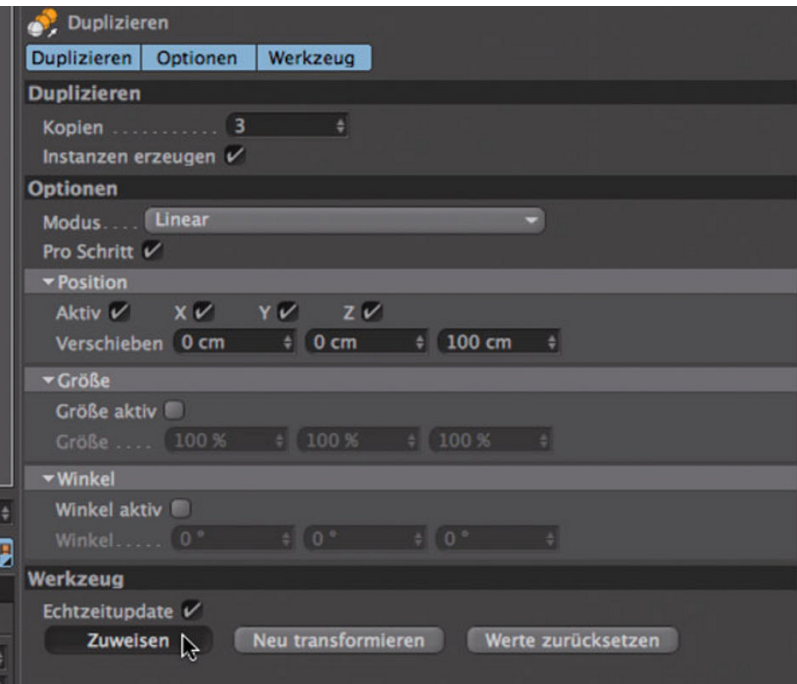 Duplizieren
Duplizieren Optionen Werkzeug
Duplizieren
Kopien ........... 3
Instanzen erzeugen
Optionen
Modus.... Linear
Pro Schritt
Position
Aktiv X Y Z
Verschieben 0 cm 0 cm 100 cm
Größe
Größe aktiv
Größe .... 100 % 100 % 100 %
Winkel
Winkel aktiv
Winkel..... 0 ° 0 ° 0 °
Werkzeug
Echtzeitupdate
Zuweisen Neu transformieren Werte zurücksetzen